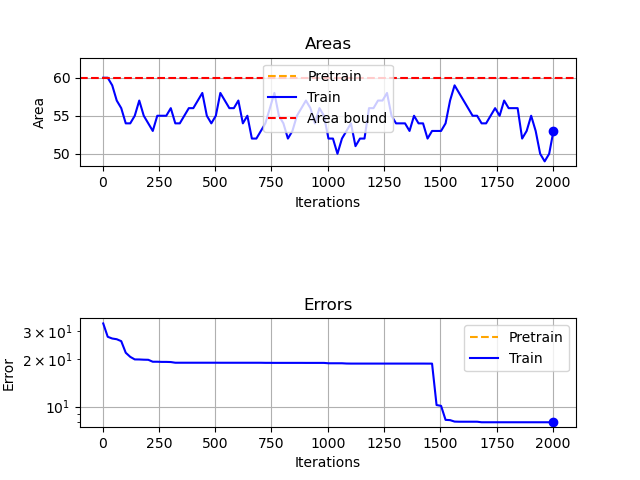 Areas
Area
60
55
50
Pretrain
Train
Area bound
0 250 500 750 1000 1250 1500 1750 2000
Iterations
Errors
Error
3 × 10¹
2 × 10¹
10¹
Pretrain
Train
0 250 500 750 1000 1250 1500 1750 2000
Iterations